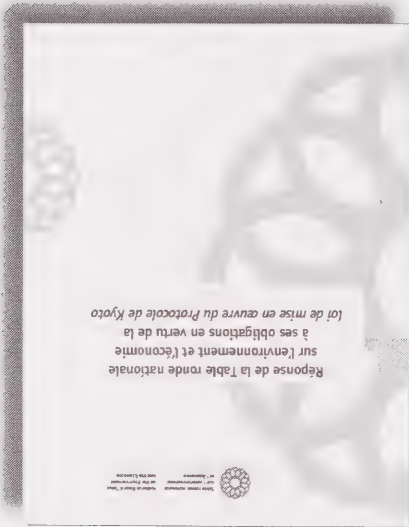 Réponse de la Table ronde nationale
sur l'environnement et l'économie
à ses obligations en vertu de la
Loi de mise en œuvre du Protocole de Kyoto